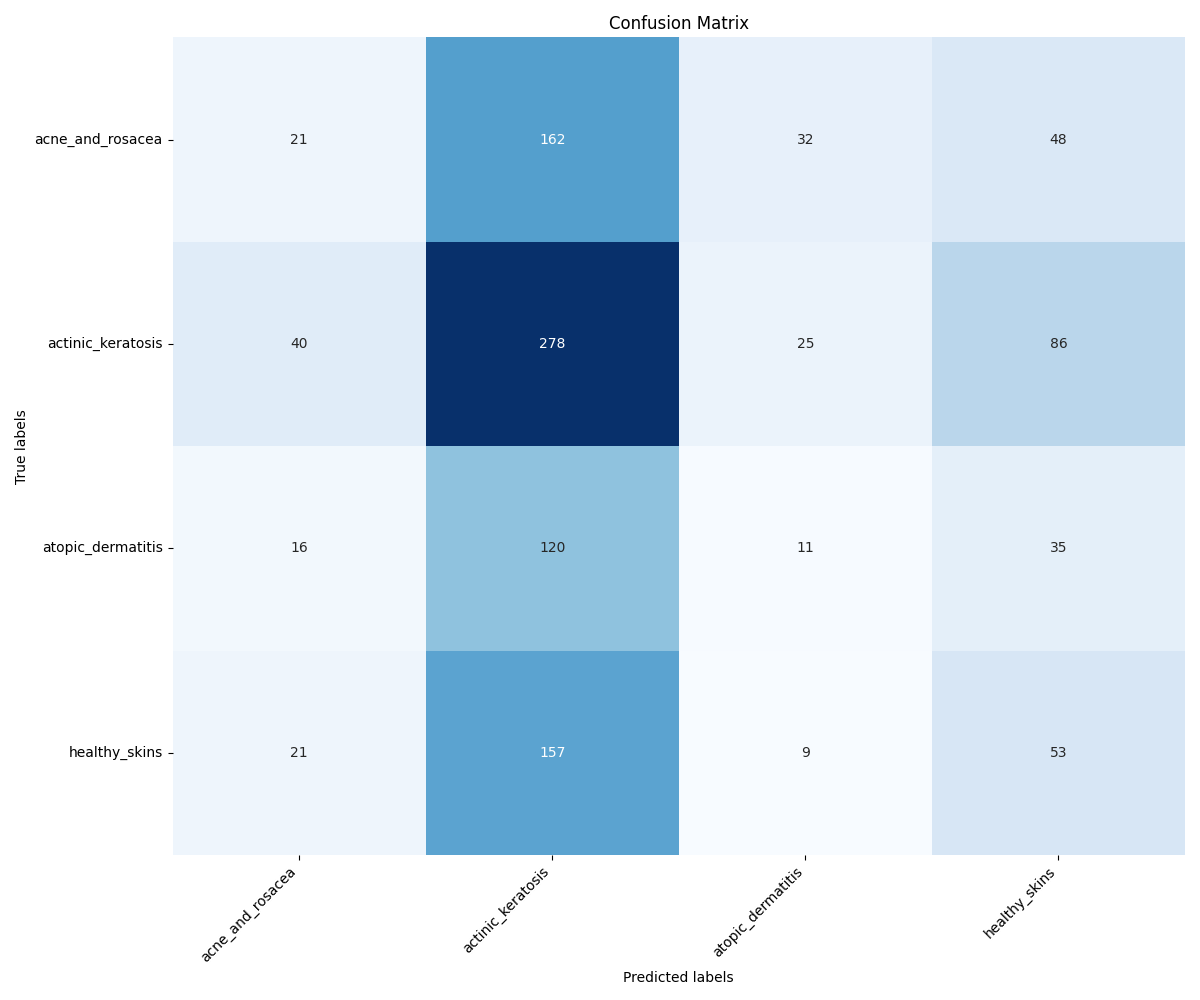 Confusion Matrix
acne_and_rosacea 21 162 32 48
actinic_keratosis 40 278 25 86
True labels
atopic_dermatitis 16 120 11 35
healthy_skins 21 157 9 53
acne_and_rosacea actinic_keratosis atopic_dermatitis healthy_skins
Predicted labels